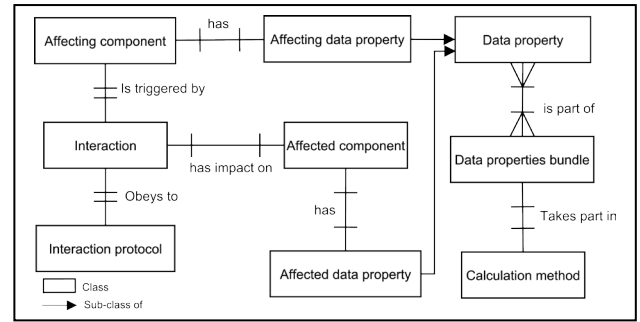 has
Affecting component
Affecting data property
Data property
Is triggered by
is part of
Interaction
Affected component
Data properties bundle
has impact on
Obeys to
has
Takes part in
Interaction protocol
Affected data property
Calculation method
Class
Sub-class of